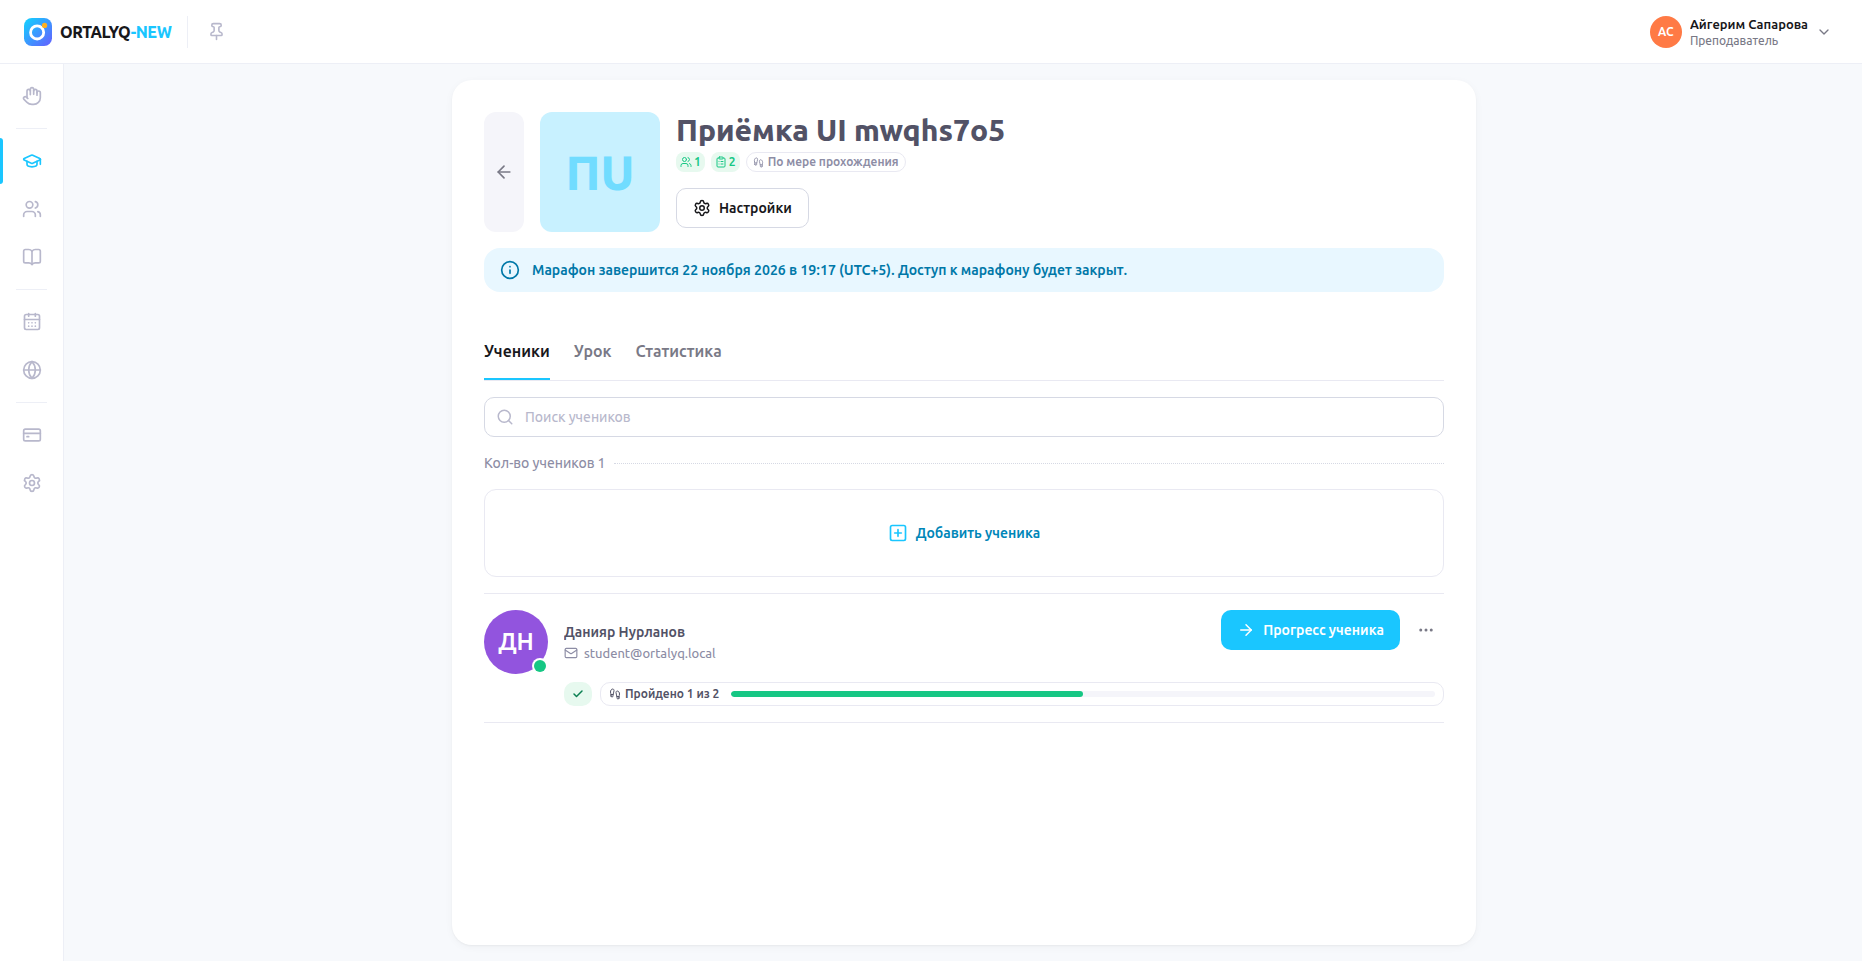 ORTALYQ-NEW
АС
Айгерим Сапарова
Преподаватель
ПU
Приёмка UI mwqhs7o5
1 2 По мере прохождения
Настройки
Марафон завершится 22 ноября 2026 в 19:17 (UTC+5). Доступ к марафону будет закрыт.
Ученики Урок Статистика
Поиск учеников
Кол-во учеников 1
Добавить ученика
ДН
Данияр Нурланов
student@ortalyq.local
Прогресс ученика
Пройдено 1 из 2